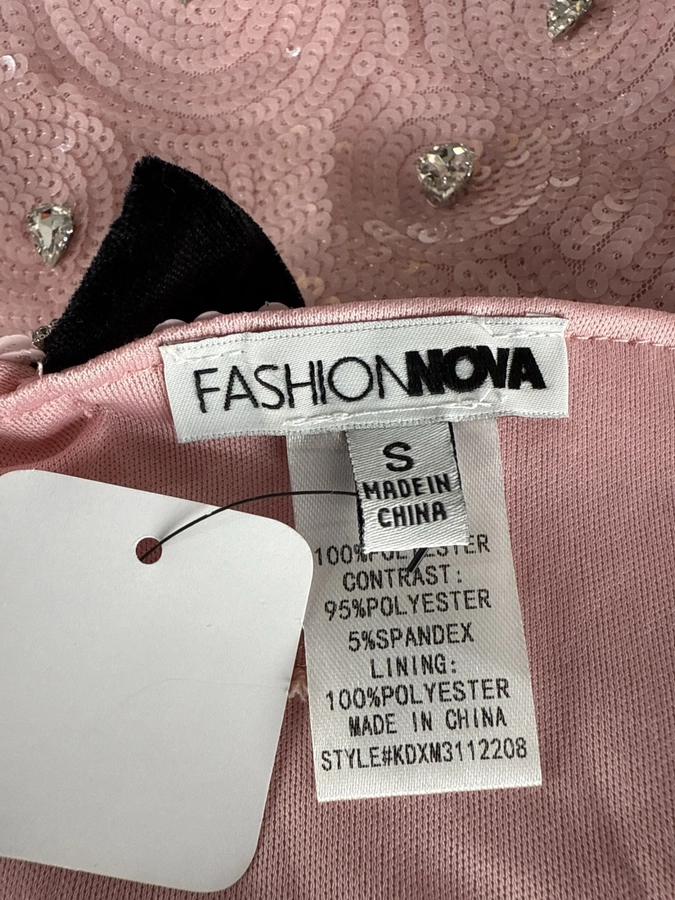 FASHIONNOVA
S
MADE IN
CHINA
100%POLYESTER
CONTRAST:
95%POLYESTER
5%SPANDEX
LINING:
100%POLYESTER
MADE IN CHINA
STYLE#KDXM3112208